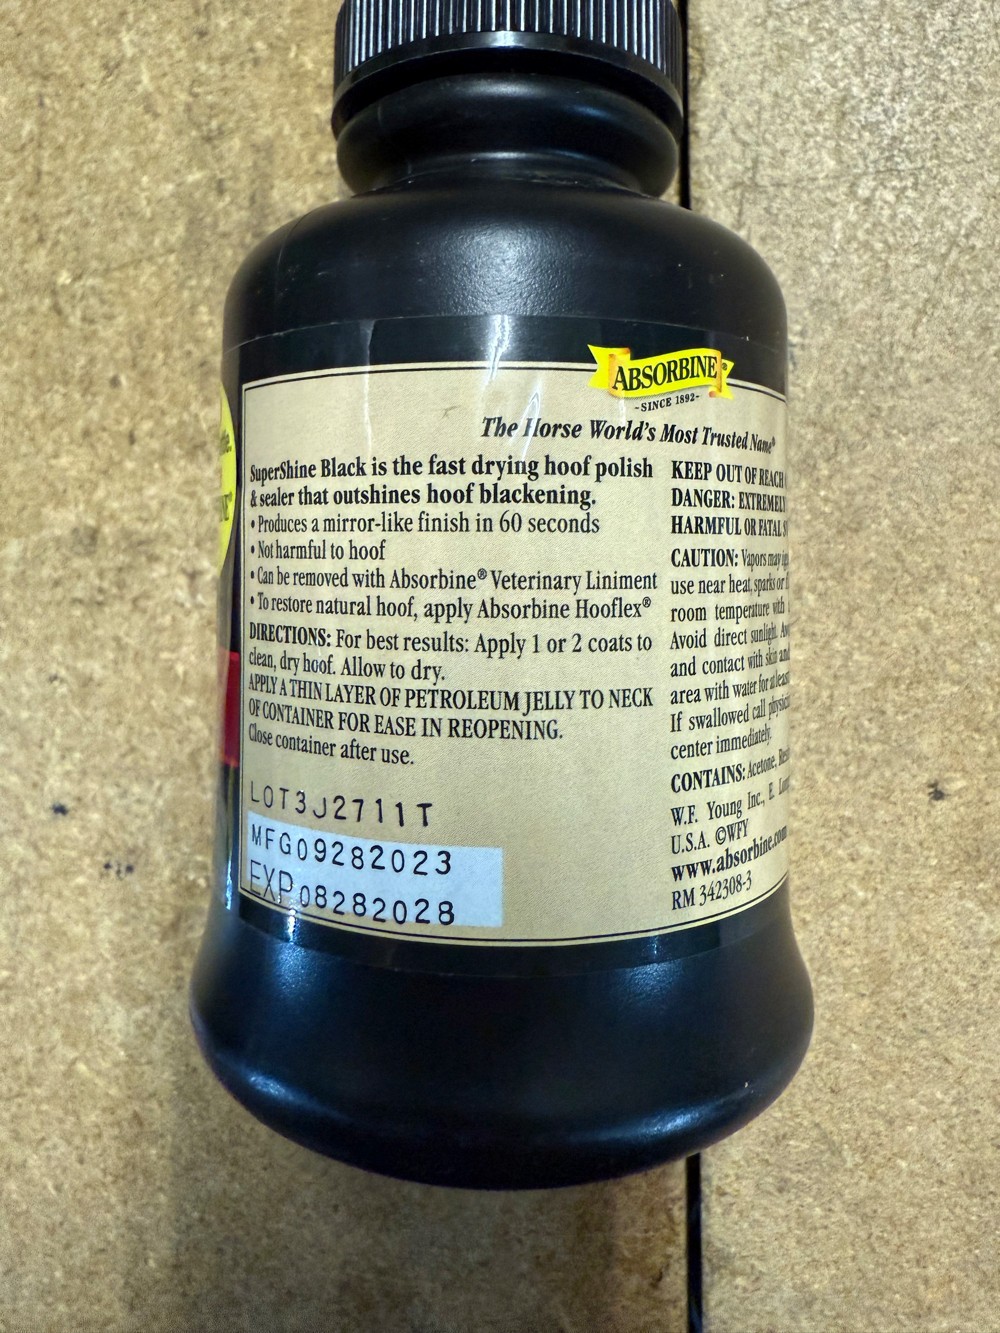 ABSORBINE®
-SINCE 1892-
The Horse World's Most Trusted Name®
SuperShine Black is the fast drying hoof polish
& sealer that outshines hoof blackening.
• Produces a mirror-like finish in 60 seconds
• Not harmful to hoof
• Can be removed with Absorbine® Veterinary Liniment
• To restore natural hoof, apply Absorbine Hooflex®
DIRECTIONS: For best results: Apply 1 or 2 coats to
clean, dry hoof. Allow to dry.
APPLY A THIN LAYER OF PETROLEUM JELLY TO NECK
OF CONTAINER FOR EASE IN REOPENING.
Close container after use.
LOT3J2711T
MFG09282023
EXP08282028
KEEP OUT OF REACH
DANGER: EXTREMELY
HARMFUL OR FATAL
CAUTION: Vapors may
use near heat, sparks or
room temperature with
Avoid direct sunlight.
and contact with skin and
area with water for at least
If swallowed call
center immediately.
CONTAINS: Acetone,
W.F. Young Inc., E.
U.S.A. ©WFY
www.absorbine.com
RM 342308-3